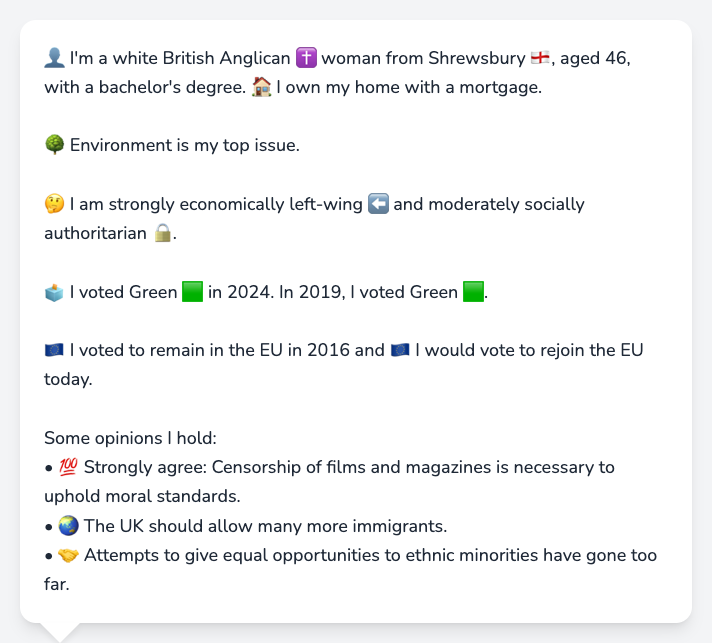 👤 I'm a white British Anglican ✝️ woman from Shrewsbury 🏴󠁧󠁢󠁥󠁮󠁧󠁿, aged 46,
with a bachelor's degree. 🏠 I own my home with a mortgage.
🌳 Environment is my top issue.
🤔 I am strongly economically left-wing ⬅️ and moderately socially
authoritarian 🔒.
🗳️ I voted Green 🟩 in 2024. In 2019, I voted Green 🟩.
🇪🇺 I voted to remain in the EU in 2016 and 🇪🇺 I would vote to rejoin the EU
today.
Some opinions I hold:
• 💯 Strongly agree: Censorship of films and magazines is necessary to
uphold moral standards.
• 🌏 The UK should allow many more immigrants.
• 🤝 Attempts to give equal opportunities to ethnic minorities have gone too
far.